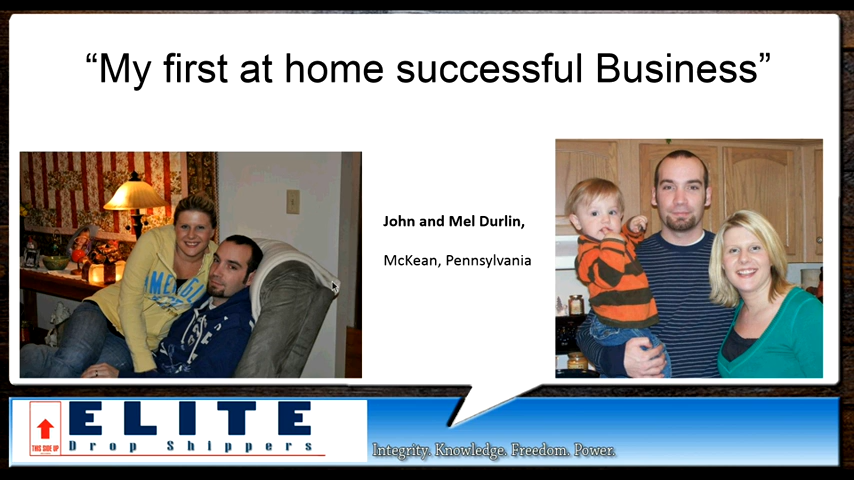 “My first at home successful Business”
John and Mel Durlin,
McKean, Pennsylvania
THIS SIDE UP
ELITE
Drop Shippers
Integrity. Knowledge. Freedom. Power.